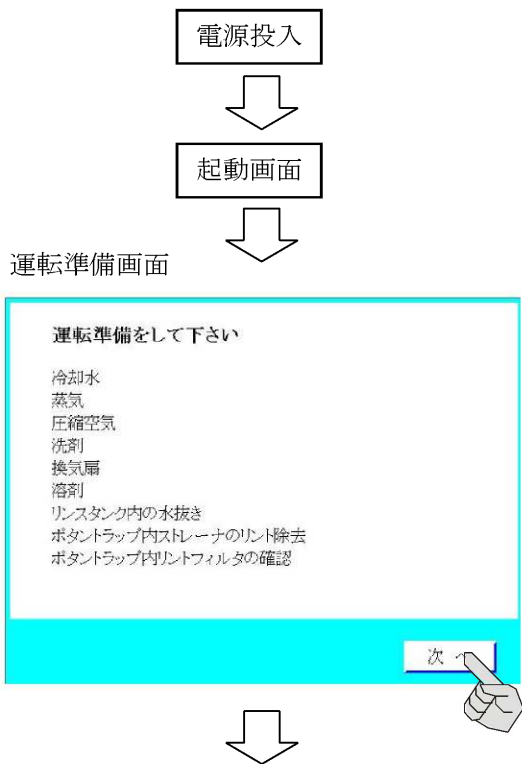 電源投入
起動画面
運転準備画面
運転準備をして下さい
冷却水
蒸気
圧縮空気
洗剤
換気扇
溶剤
リンスタンク内の水抜き
ボタントラップ内ストレーナのリント除去
ボタントラップ内リントフィルタの確認
次 へ